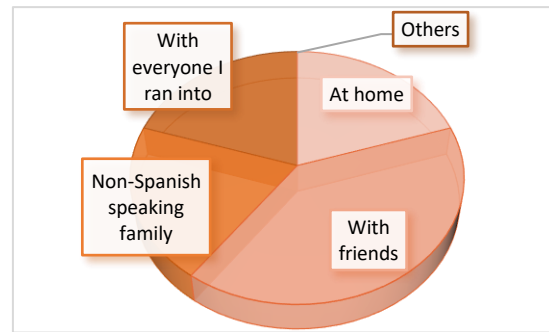 With
everyone I
ran into
Others
At home
Non-Spanish
speaking
family
With
friends